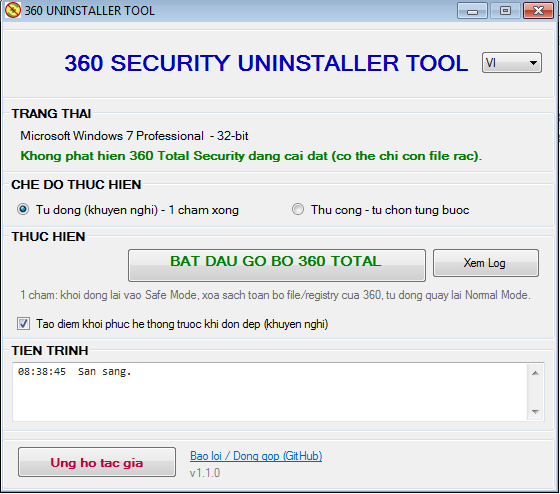 360 UNINSTALLER TOOL
360 SECURITY UNINSTALLER TOOL
VI
TRANG THAI
Microsoft Windows 7 Professional - 32-bit
Khong phat hien 360 Total Security dang cai dat (co the chi con file rac).
CHE DO THUC HIEN
Tu dong (khuyen nghi) - 1 cham xong
Thu cong - tu chon tung buoc
THUC HIEN
BAT DAU GO BO 360 TOTAL
Xem Log
1 cham: khoi dong lai vao Safe Mode, xoa sach toan bo file/registry cua 360, tu dong quay lai Normal Mode.
Tao diem khoi phuc he thong truoc khi don dep (khuyen nghi)
TIEN TRINH
08:38:45 San sang.
Ung ho tac gia
Bao loi / Dong gop (GitHub)
v1.1.0